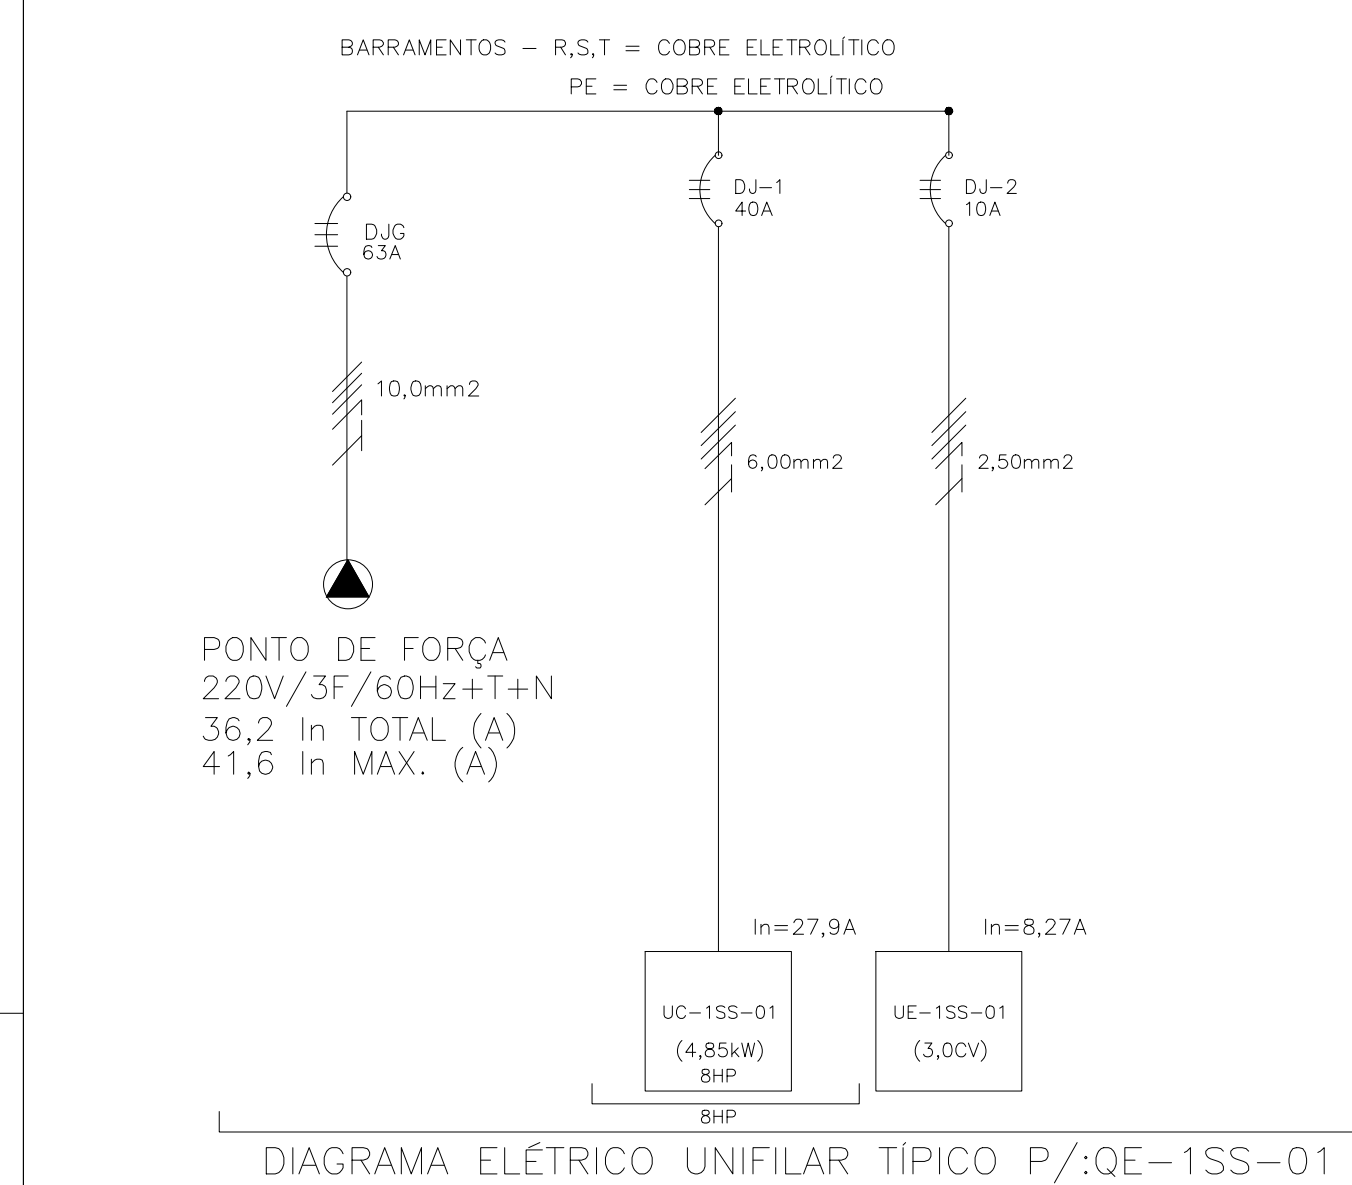 BARRAMENTOS – R,S,T = COBRE ELETROLÍTICO
PE = COBRE ELETROLÍTICO
DJG
63A
DJ–1
40A
DJ–2
10A
10,0mm2
6,00mm2
2,50mm2
PONTO DE FORÇA
220V/3F/60Hz+T+N
36,2 In TOTAL (A)
41,6 In MAX. (A)
In=27,9A
In=8,27A
UC–1SS–01
(4,85kW)
8HP
UE–1SS–01
(3,0CV)
8HP
DIAGRAMA ELÉTRICO UNIFILAR TÍPICO P/:QE–1SS–01